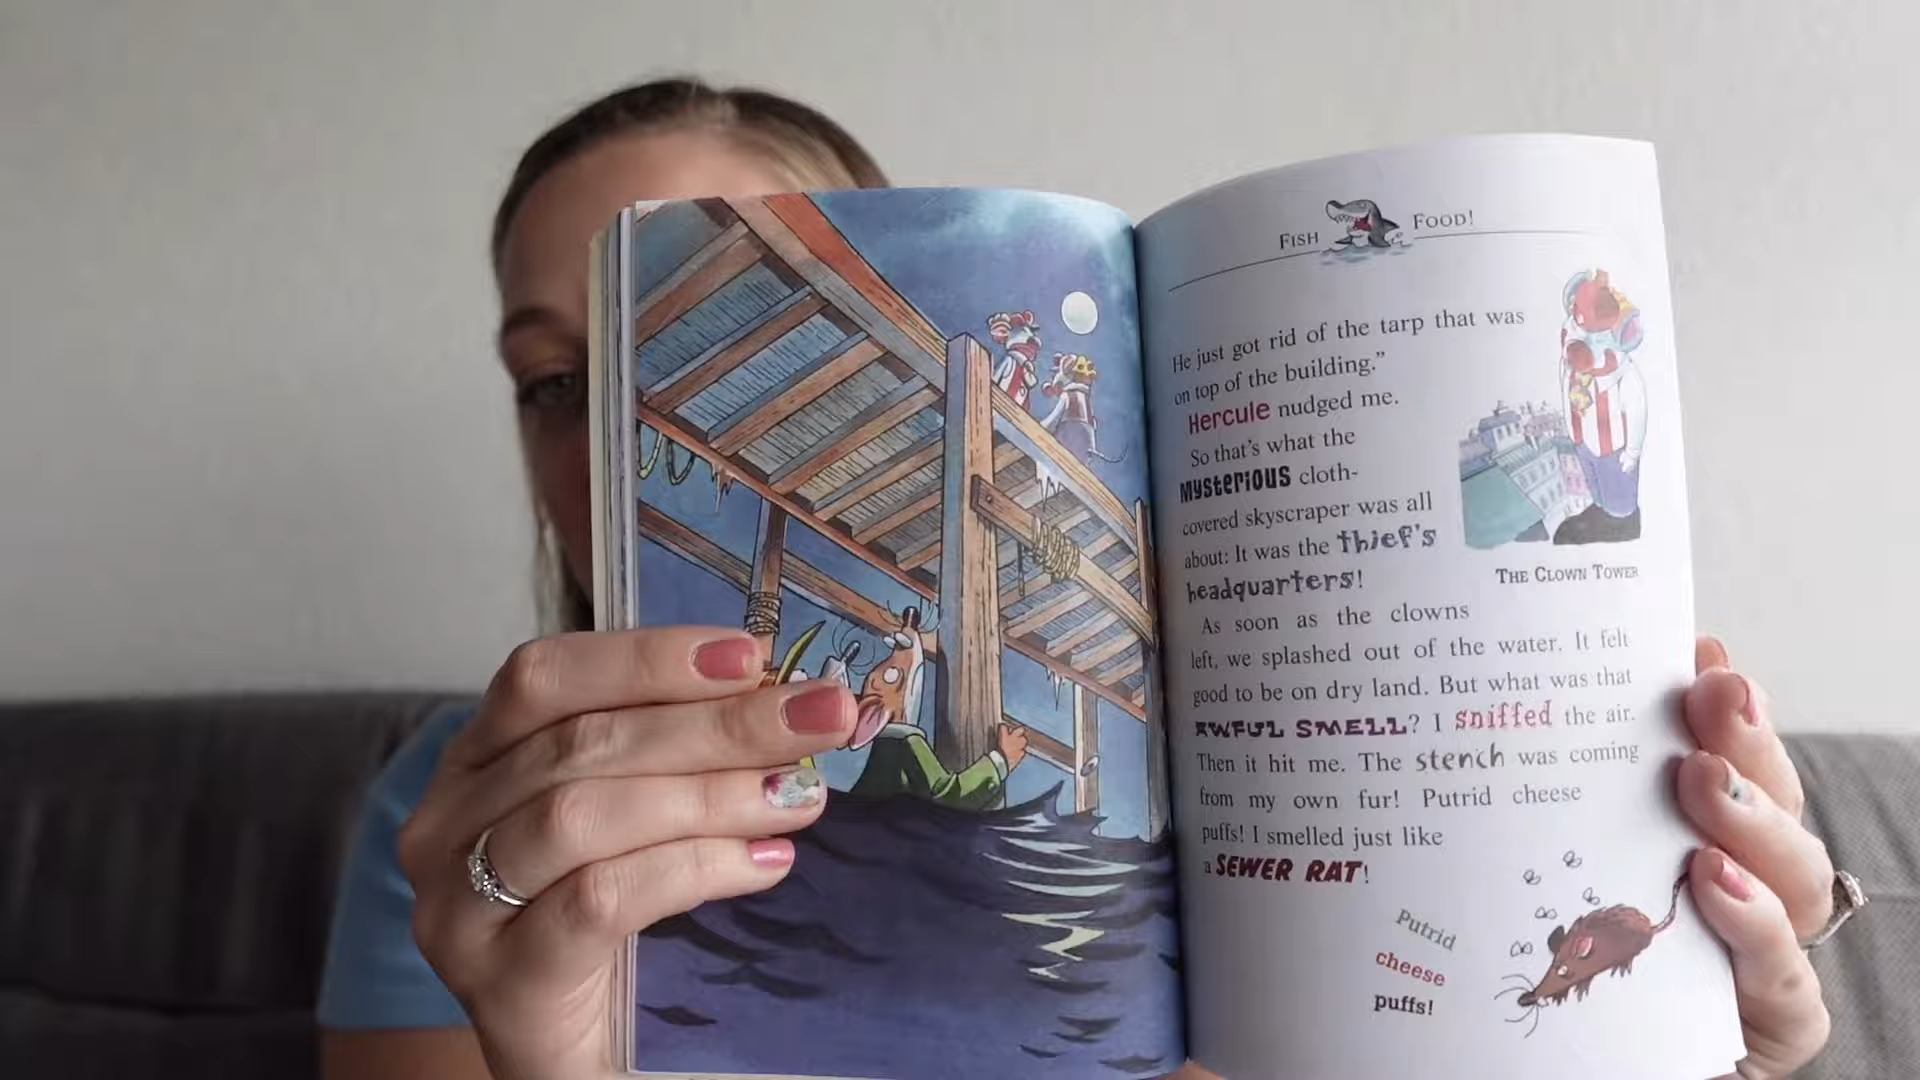 FISH FOOD!
He just got rid of the tarp that was
on top of the building.”
Hercule nudged me.
So that’s what the
mysterious cloth-
covered skyscraper was all
about: It was the thief’s
headquarters!
THE CLOWN TOWER
As soon as the clowns
left, we splashed out of the water. It felt
good to be on dry land. But what was that
AWFUL SMELL? I sniffed the air.
Then it hit me. The stench was coming
from my own fur! Putrid cheese
puffs! I smelled just like
a SEWER RAT!
Putrid
cheese
puffs!